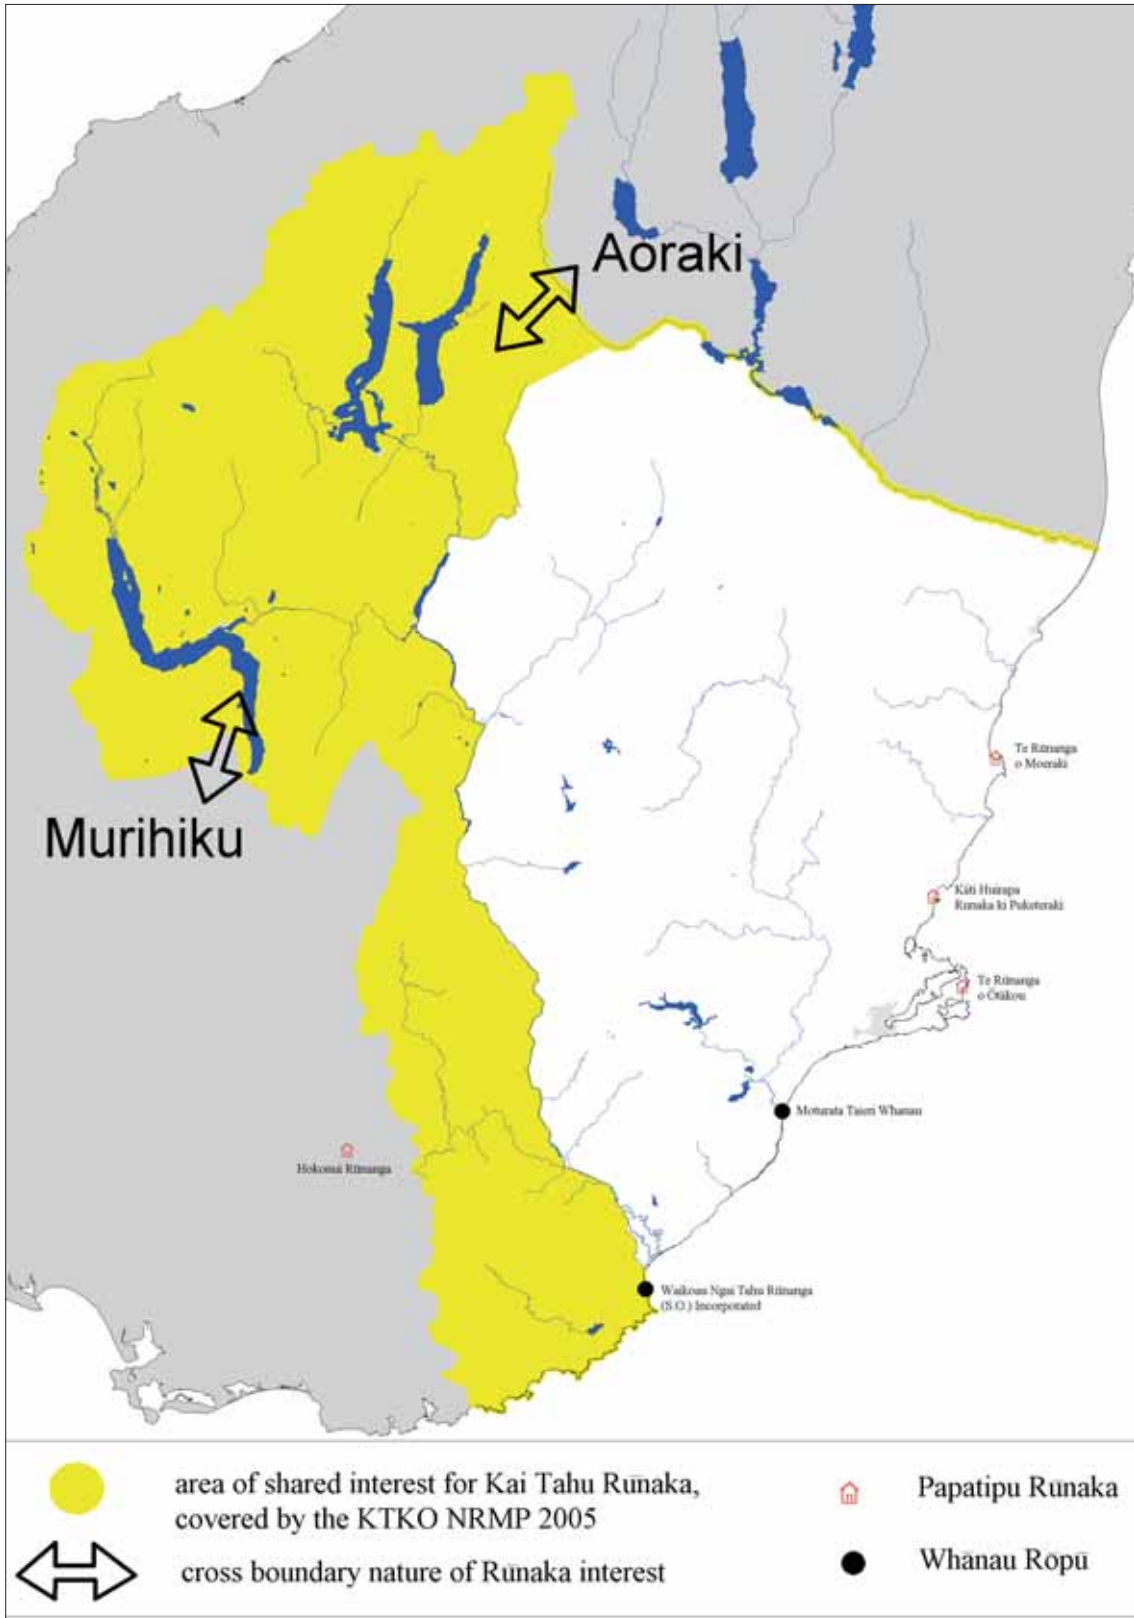 Aoraki
Murihiku
Te Rūnanga
o Moeraki
Kāti Huirapa
Runaka ki Puketeraki
Te Rūnanga
o Ōtākou
Moturata Taieri Whanau
Hokonui Rūnanga
Waikoau Ngai Tahu Rūnanga
(S.O.) Incorporated
area of shared interest for Kai Tahu Rūnaka,
covered by the KTKO NRMP 2005
cross boundary nature of Rūnaka interest
Papatipu Rūnaka
Whānau Rōpū